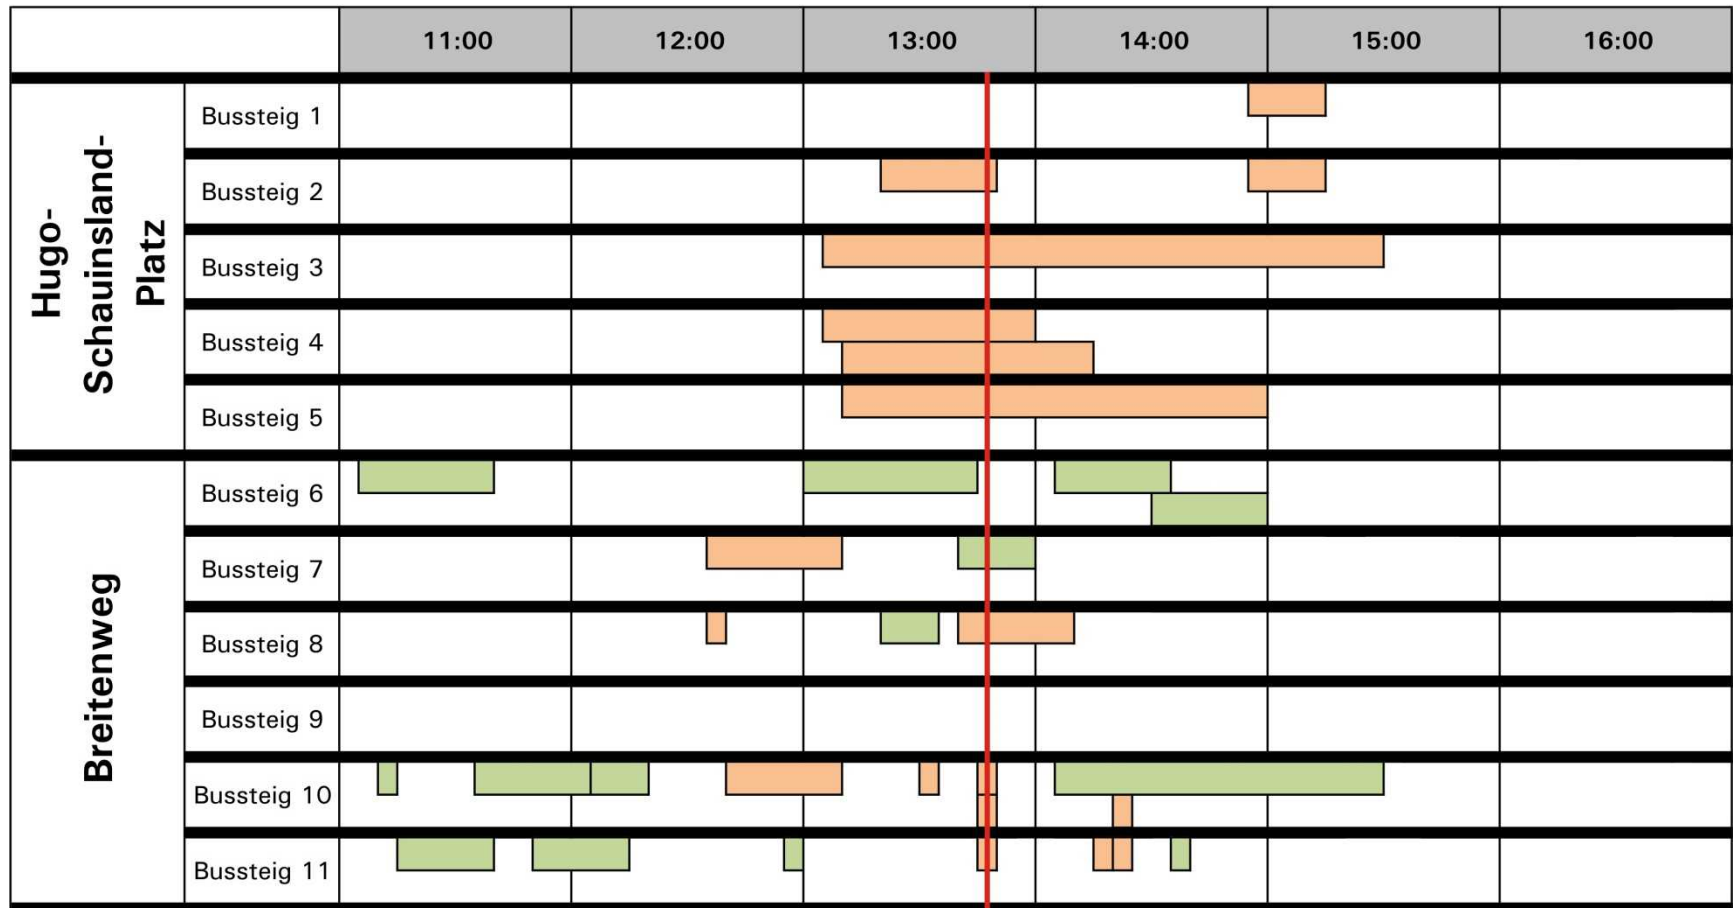 11:00 12:00 13:00 14:00 15:00 16:00
Hugo-
Schauinsland-
Platz
Bussteig 1
Bussteig 2
Bussteig 3
Bussteig 4
Bussteig 5
Breitenweg
Bussteig 6
Bussteig 7
Bussteig 8
Bussteig 9
Bussteig 10
Bussteig 11